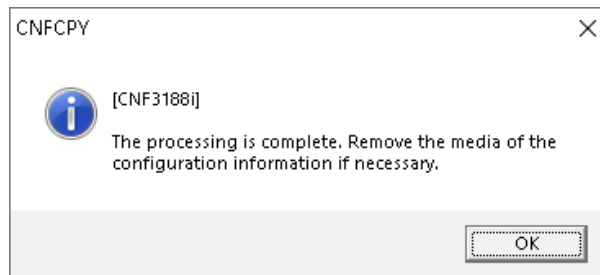 CNFCPY
[CNF3188i]
The processing is complete. Remove the media of the
configuration information if necessary.
OK